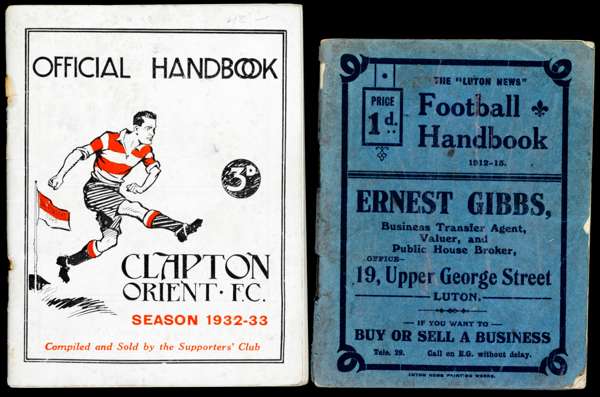 OFFICIAL HANDBOOK
3D
CLAPTON
ORIENT · F.C.
SEASON 1932-33
Compiled and Sold by the Supporters' Club
THE "LUTON NEWS"
PRICE
1d.
Football
Handbook
1912-13.
ERNEST GIBBS,
Business Transfer Agent,
Valuer, and
Public House Broker,
OFFICE—
19, Upper George Street
LUTON.
— IF YOU WANT TO —
BUY OR SELL A BUSINESS
Tele. 29. Call on E.G. without delay.
LUTON NEWS PRINTING WORKS.